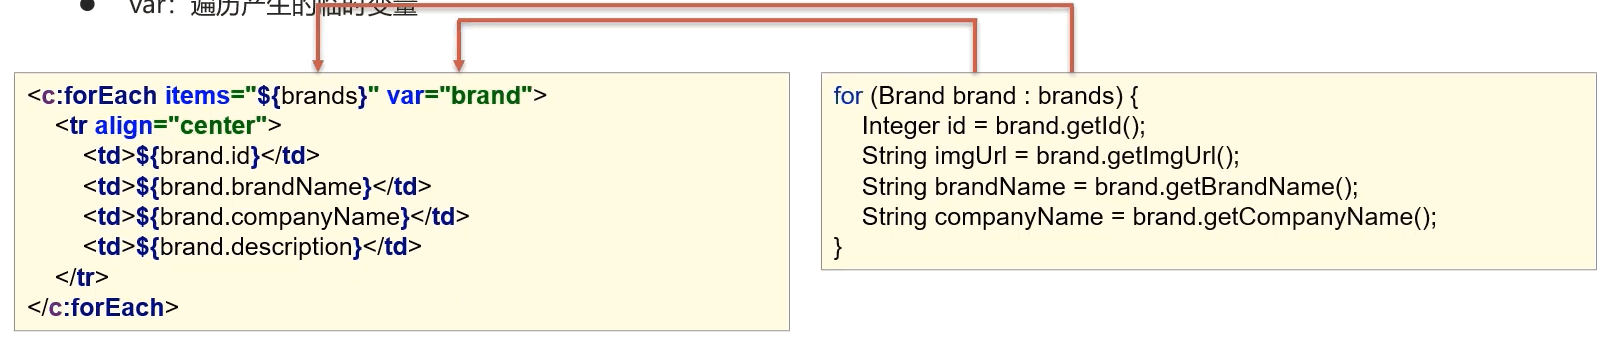 ● var：遍历产生的临时变量
<c:forEach items="${brands}" var="brand">
<tr align="center">
<td>${brand.id}</td>
<td>${brand.brandName}</td>
<td>${brand.companyName}</td>
<td>${brand.description}</td>
</tr>
</c:forEach>
for (Brand brand : brands) {
Integer id = brand.getId();
String imgUrl = brand.getImgUrl();
String brandName = brand.getBrandName();
String companyName = brand.getCompanyName();
}